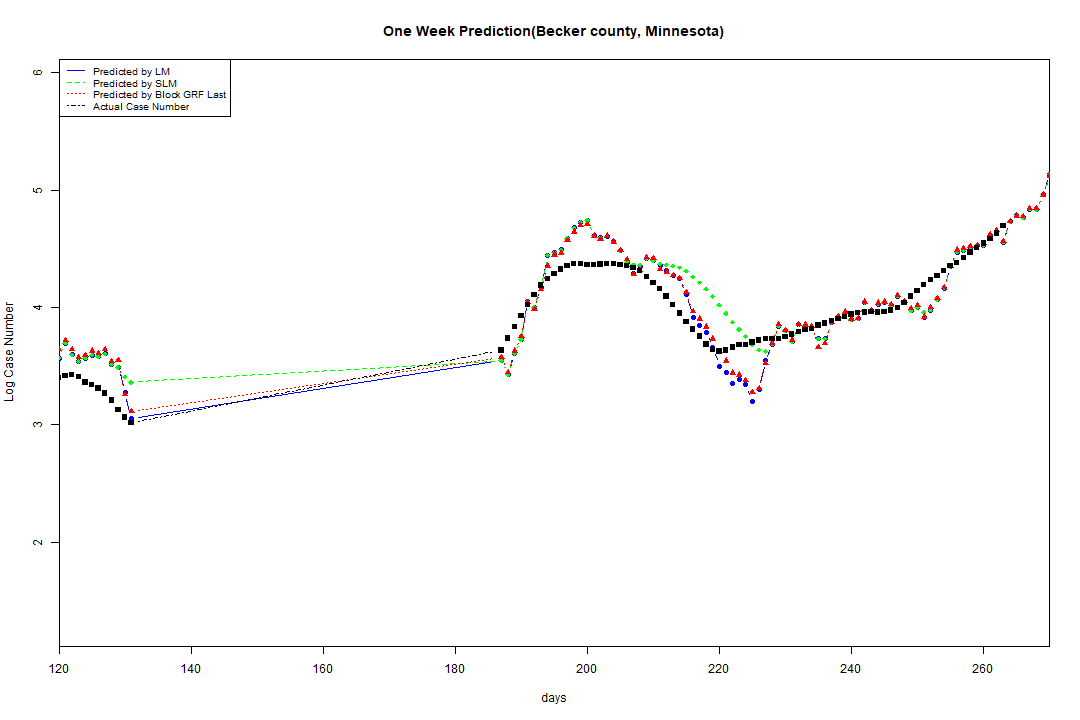 One Week Prediction(Becker county, Minnesota)
Predicted by LM
Predicted by SLM
Predicted by Block GRF Last
Actual Case Number
6
5
4
3
2
Log Case Number
120 140 160 180 200 220 240 260
days